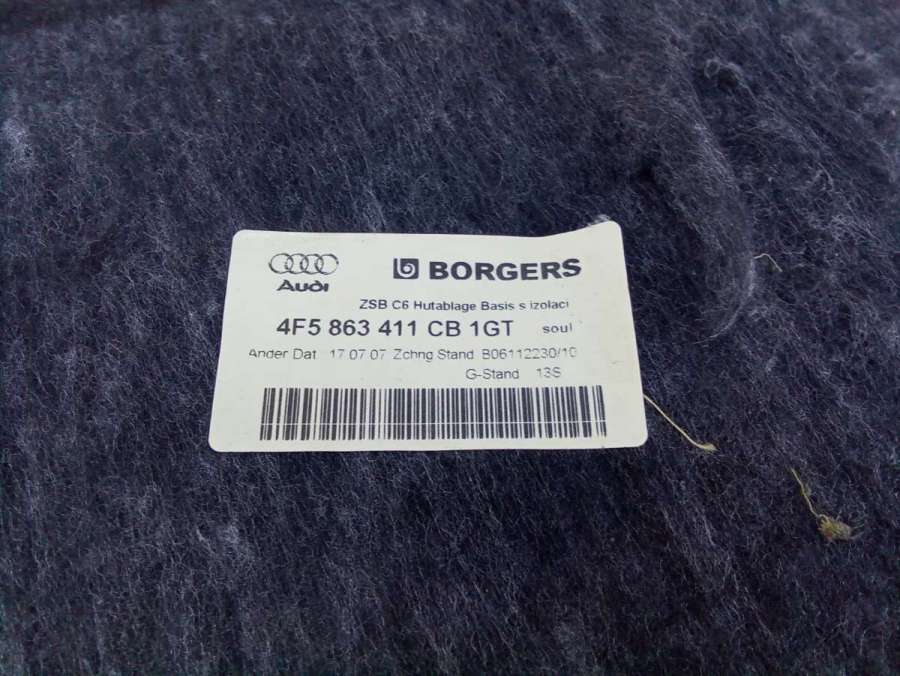 Audi
BORGERS
ZSB C6 Hutablage Basis s izolací
4F5 863 411 CB 1GT soul
Ander Dat 17 07 07 Zchng Stand B06112230/10
G-Stand 13S